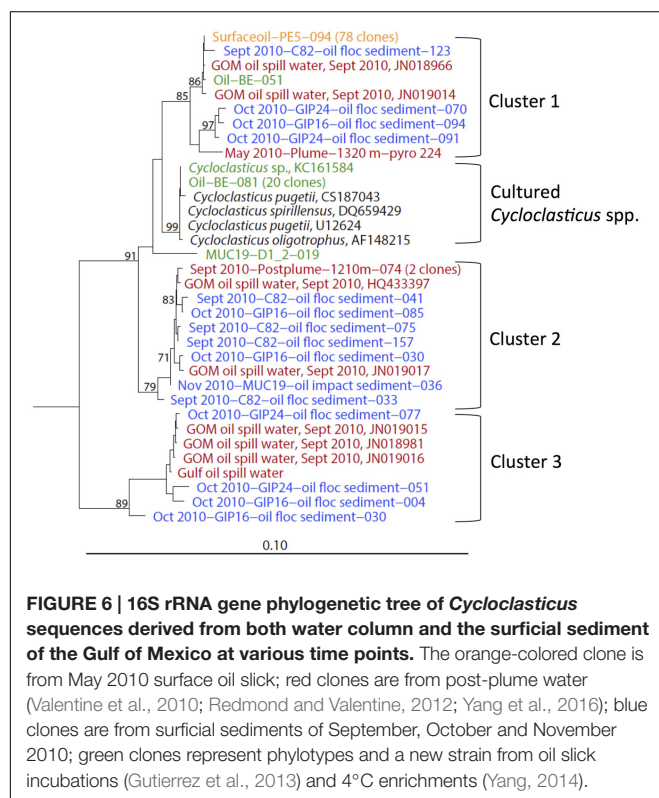 Surfaceoil−PE5−094 (78 clones)
Sept 2010−C82−oil floc sediment−123
GOM oil spill water, Sept 2010, JN018966
86
Oil−BE−051
85
GOM oil spill water, Sept 2010, JN019014
Cluster 1
Oct 2010−GIP24−oil floc sediment−070
97
Oct 2010−GIP16−oil floc sediment−094
Oct 2010−GIP24−oil floc sediment−091
May 2010−Plume−1320 m−pyro 224
Cycloclasticus sp., KC161584
Oil−BE−081 (20 clones)
Cycloclasticus pugetii, CS187043
Cultured
Cycloclasticus spirillensus, DQ659429
Cycloclasticus spp.
99
Cycloclasticus pugetii, U12624
Cycloclasticus oligotrophus, AF148215
91
MUC19−D1_2−019
Sept 2010−Postplume−1210m−074 (2 clones)
GOM oil spill water, Sept 2010, HQ433397
83
Sept 2010−C82−oil floc sediment−041
Oct 2010−GIP16−oil floc sediment−085
Sept 2010−C82−oil floc sediment−075
Cluster 2
Sept 2010−C82−oil floc sediment−157
71
Oct 2010−GIP16−oil floc sediment−030
GOM oil spill water, Sept 2010, JN019017
79
Nov 2010−MUC19−oil impact sediment−036
Sept 2010−C82−oil floc sediment−033
Oct 2010−GIP24−oil floc sediment−077
GOM oil spill water, Sept 2010, JN019015
GOM oil spill water, Sept 2010, JN018981
GOM oil spill water, Sept 2010, JN019016
Cluster 3
Gulf oil spill water
Oct 2010−GIP24−oil floc sediment−051
89
Oct 2010−GIP16−oil floc sediment−004
Oct 2010−GIP16−oil floc sediment−030
0.10
FIGURE 6 | 16S rRNA gene phylogenetic tree of Cycloclasticus
sequences derived from both water column and the surficial sediment
of the Gulf of Mexico at various time points. The orange-colored clone is
from May 2010 surface oil slick; red clones are from post-plume water
(Valentine et al., 2010; Redmond and Valentine, 2012; Yang et al., 2016); blue
clones are from surficial sediments of September, October and November
2010; green clones represent phylotypes and a new strain from oil slick
incubations (Gutierrez et al., 2013) and 4°C enrichments (Yang, 2014).